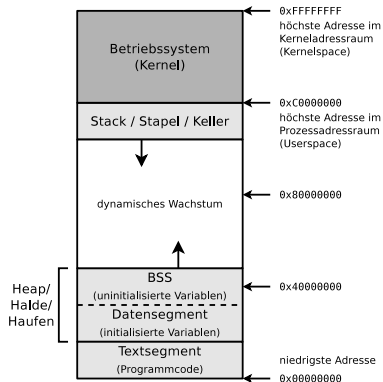 0xFFFFFFFF
höchste Adresse im
Kerneladressraum
(Kernelspace)
Betriebssystem
(Kernel)
0xC0000000
höchste Adresse im
Prozessadressraum
(Userspace)
Stack / Stapel / Keller
dynamisches Wachstum
0x80000000
Heap/
Halde/
Haufen
BSS
(uninitialisierte Variablen)
0x40000000
Datensegment
(initialisierte Variablen)
Textsegment
(Programmcode)
niedrigste Adresse
0x00000000